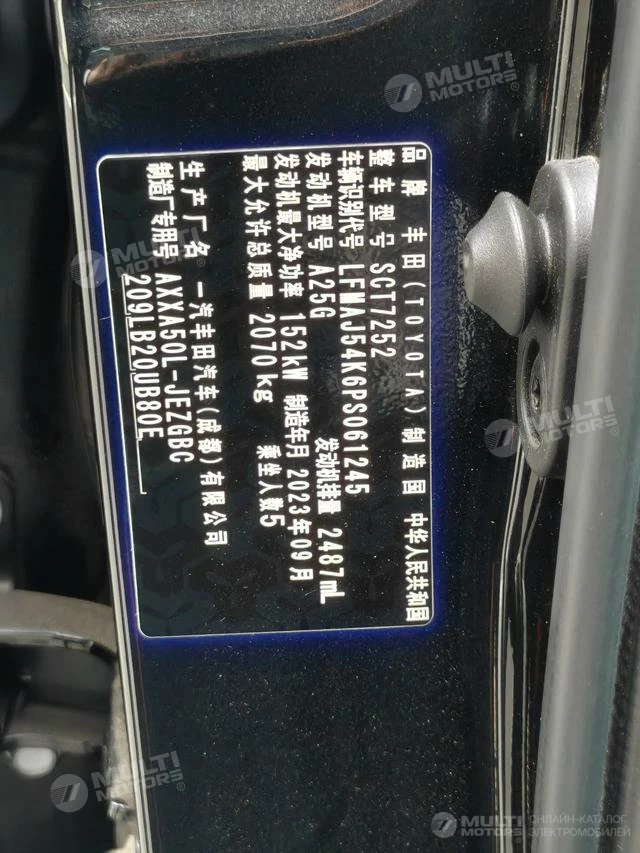 品牌 丰田(TOYOTA) 制造国 中华人民共和国
整车型号 SCT7252
车辆识别代号 LFMAJ54K6PS061245
发动机型号 A25G 发动机排量 2487mL
发动机最大净功率 152kW 制造年月 2023年09月
最大允许总质量 2070kg 乘坐人数5
生产厂名 一汽丰田汽车(成都)有限公司
制造厂专用号 AXXA50L-JEZGBC
209_LB20UB80E__
MULTI MOTORS
MULTI MOTORS
MULTI MOTORS
MULTI MOTORS
MULTI MOTORS
ОНЛАЙН-КАТАЛОГ
ЭЛЕКТРОМОБИЛЕЙ